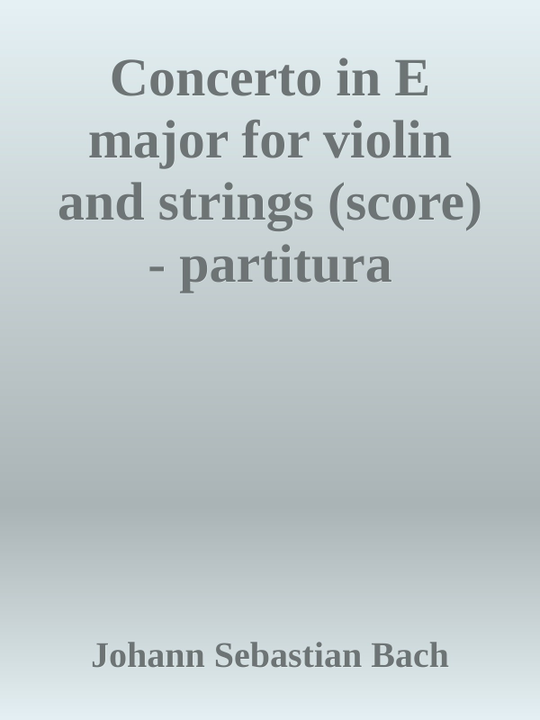 Concerto in E
major for violin
and strings (score)
- partitura
Johann Sebastian Bach